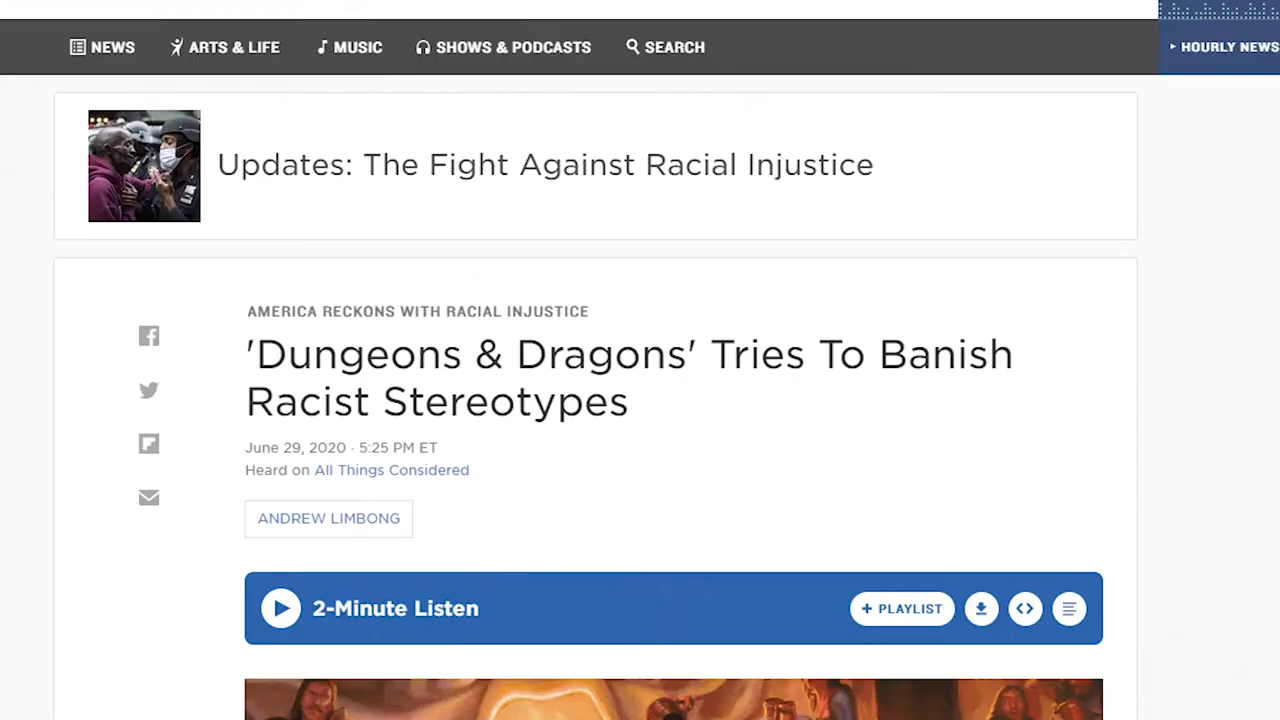 NEWS ARTS & LIFE MUSIC SHOWS & PODCASTS SEARCH HOURLY NEWS
Updates: The Fight Against Racial Injustice
AMERICA RECKONS WITH RACIAL INJUSTICE
'Dungeons & Dragons' Tries To Banish
Racist Stereotypes
June 29, 2020 · 5:25 PM ET
Heard on All Things Considered
ANDREW LIMBONG
2-Minute Listen + PLAYLIST